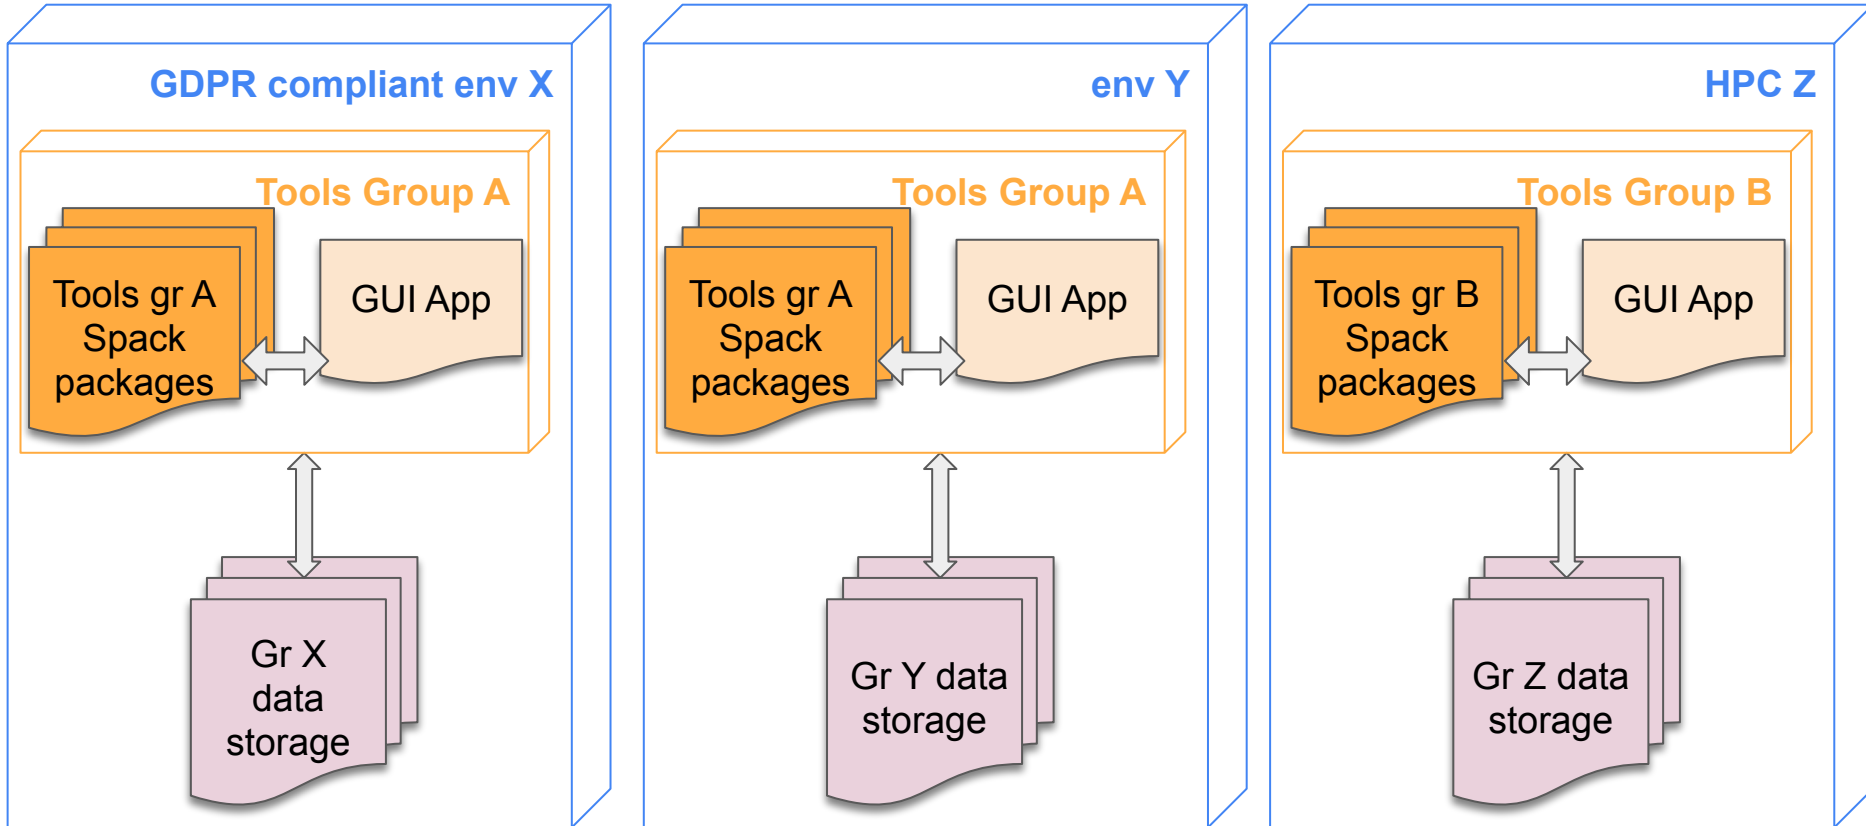 GDPR compliant env X
Tools Group A
Tools gr A
Spack
packages
GUI App
Gr X
data
storage
env Y
Tools Group A
Tools gr A
Spack
packages
GUI App
Gr Y data
storage
HPC Z
Tools Group B
Tools gr B
Spack
packages
GUI App
Gr Z data
storage